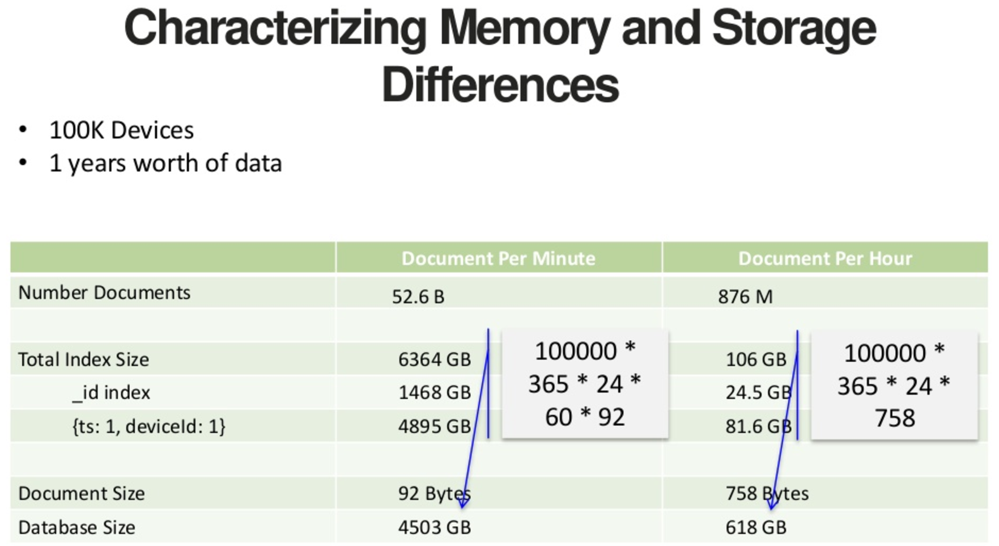 Characterizing Memory and Storage
Differences
• 100K Devices
• 1 years worth of data
Document Per Minute Document Per Hour
Number Documents 52.6 B 876 M
Total Index Size 6364 GB 106 GB
_id index 1468 GB 24.5 GB
{ts: 1, deviceId: 1} 4895 GB 81.6 GB
100000 *
365 * 24 *
60 * 92
100000 *
365 * 24 *
758
Document Size 92 Bytes 758 Bytes
Database Size 4503 GB 618 GB